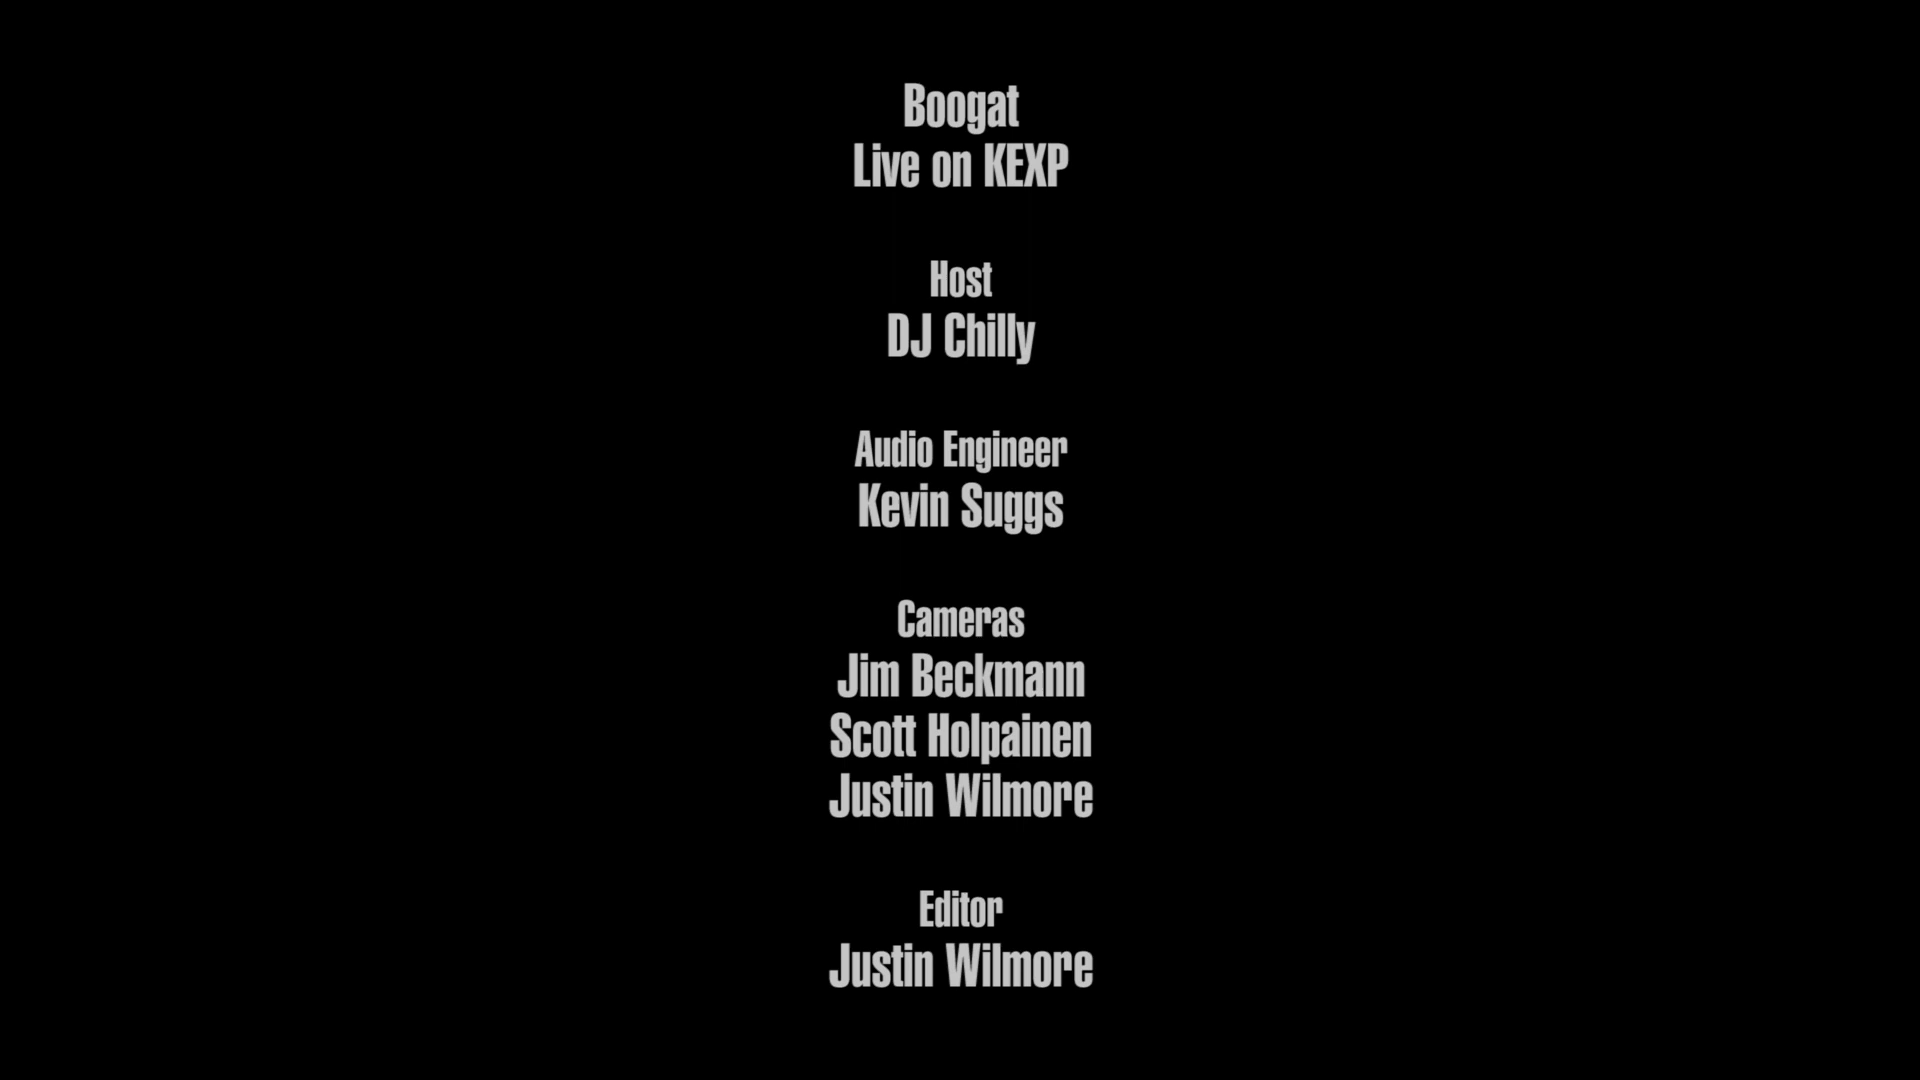 Boogat
Live on KEXP
Host
DJ Chilly
Audio Engineer
Kevin Suggs
Cameras
Jim Beckmann
Scott Holpainen
Justin Wilmore
Editor
Justin Wilmore